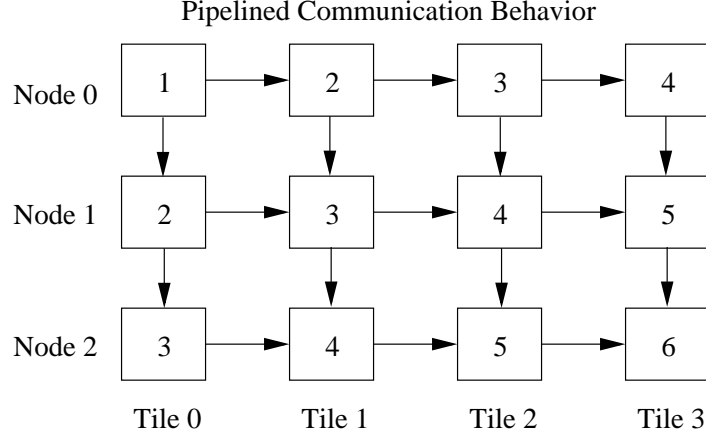 Pipelined Communication Behavior
Node 0 1 2 3 4
Node 1 2 3 4 5
Node 2 3 4 5 6
Tile 0 Tile 1 Tile 2 Tile 3